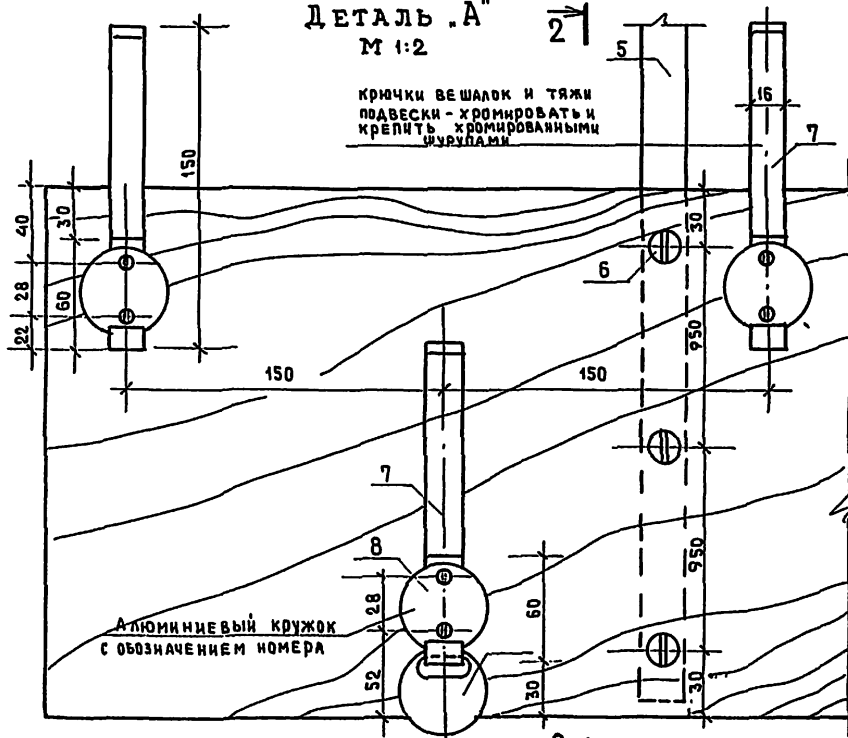 ДЕТАЛЬ „А"
М 1:2
2
5
КРЮЧКИ ВЕШАЛОК И ТЯЖИ
ПОДВЕСКИ - ХРОМИРОВАТЬ И
КРЕПИТЬ ХРОМИРОВАННЫМИ
ШУРУПАМИ
16
7
150
40
30
28
60
22
6
30
950
150
150
7
8
28
60
950
АЛЮМИНИЕВЫЙ КРУЖОК
С ОБОЗНАЧЕНИЕМ НОМЕРА
52
30
30